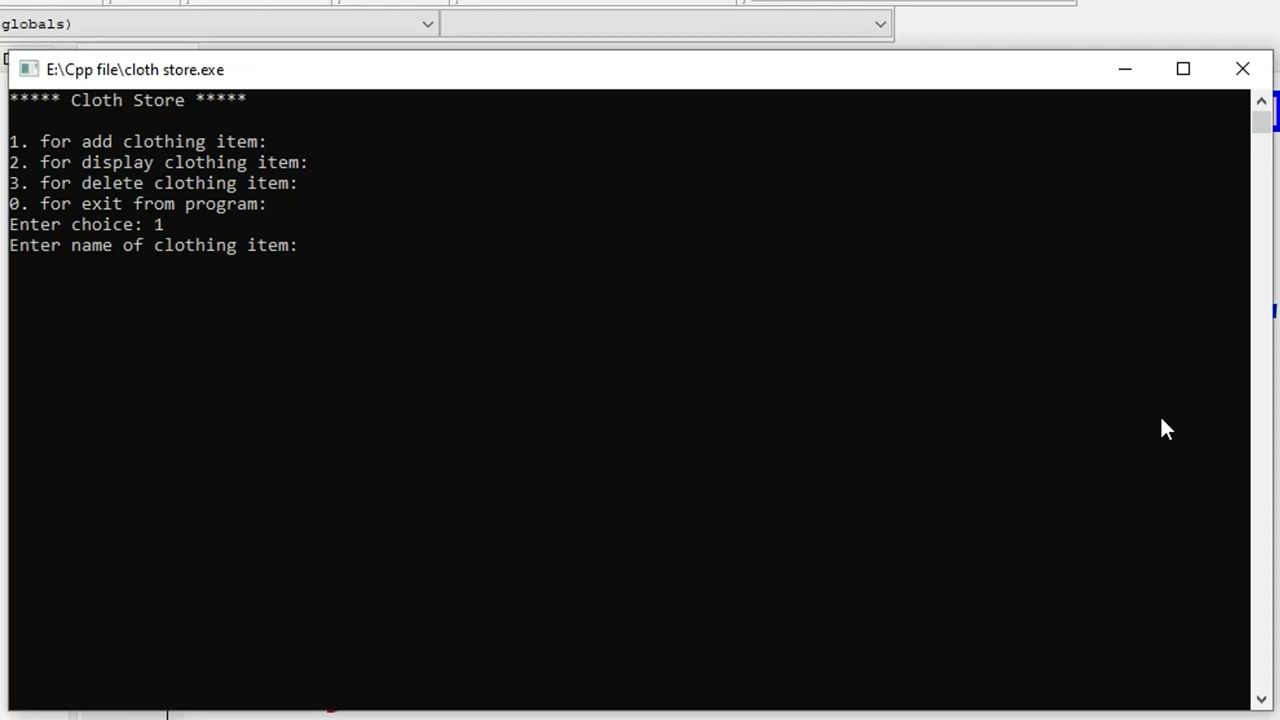 globals)
E:\Cpp file\cloth store.exe
***** Cloth Store *****
1. for add clothing item:
2. for display clothing item:
3. for delete clothing item:
0. for exit from program:
Enter choice: 1
Enter name of clothing item: